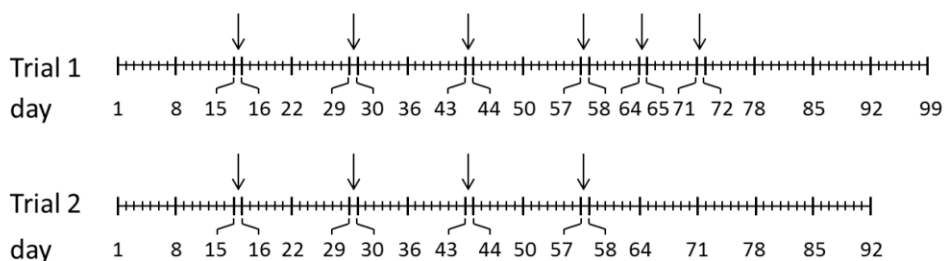 Trial 1
day 1 8 15 16 22 29 30 36 43 44 50 57 58 64 65 71 72 78 85 92 99
Trial 2
day 1 8 15 16 22 29 30 36 43 44 50 57 58 64 71 78 85 92